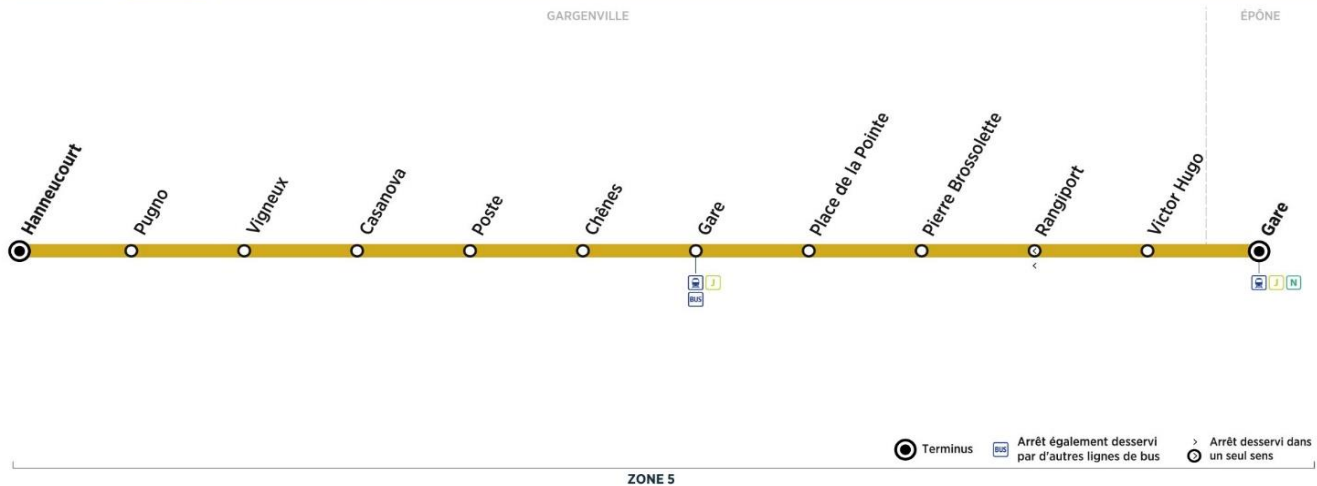 GARGENVILLE
ÉPÔNE
Hanneucourt
Pugno
Vigneux
Casanova
Poste
Chênes
Gare
Place de la Pointe
Pierre Brossolette
Rangiport
Victor Hugo
Gare
J
BUS
J N
Terminus
BUS
Arrêt également desservi
par d'autres lignes de bus
Arrêt desservi dans
un seul sens
ZONE 5